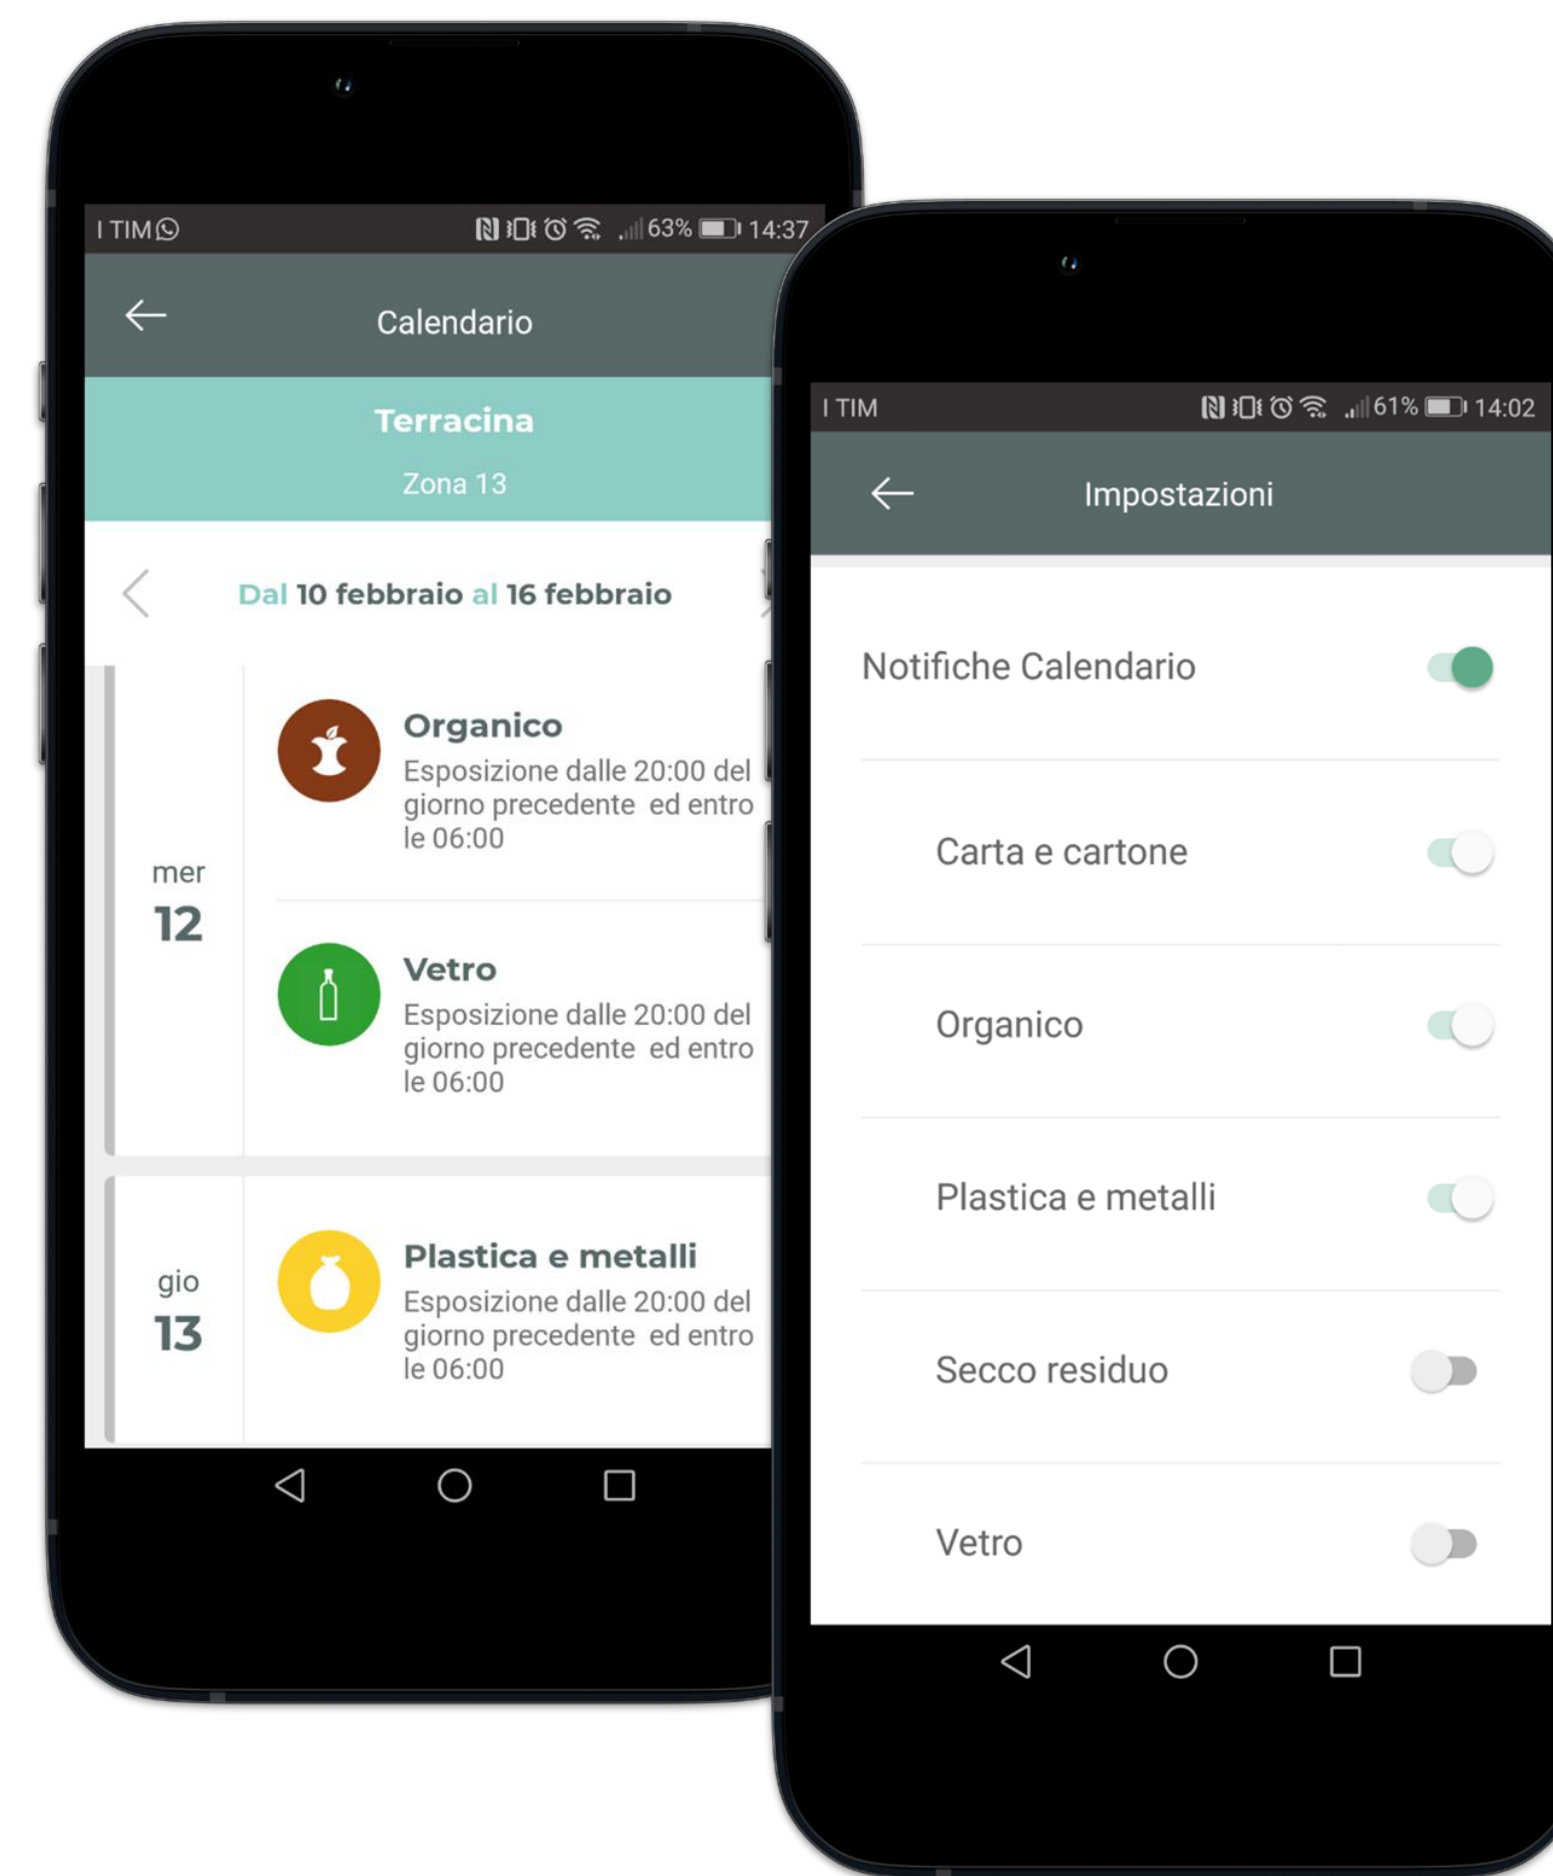 I TIM
63% 14:37
Calendario
Terracina
Zona 13
Dal 10 febbraio al 16 febbraio
mer
12
Organico
Esposizione dalle 20:00 del
giorno precedente ed entro
le 06:00
Vetro
Esposizione dalle 20:00 del
giorno precedente ed entro
le 06:00
gio
13
Plastica e metalli
Esposizione dalle 20:00 del
giorno precedente ed entro
le 06:00
I TIM
61% 14:02
Impostazioni
Notifiche Calendario
Carta e cartone
Organico
Plastica e metalli
Secco residuo
Vetro